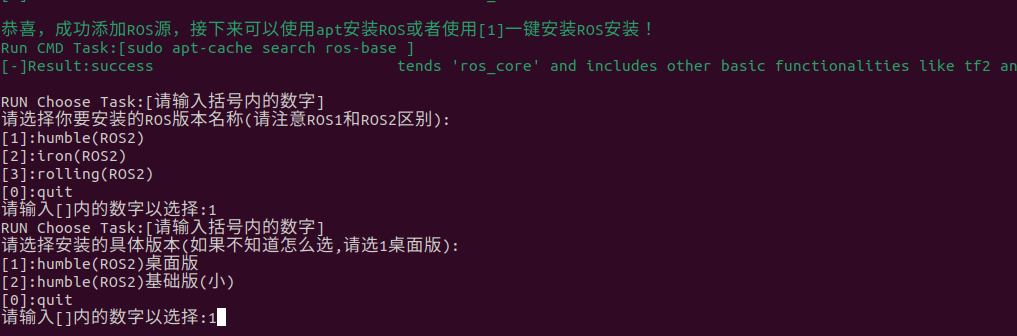 恭喜，成功添加ROS源，接下来可以使用apt安装ROS或者使用[1]一键安装ROS安装！
Run CMD Task:[sudo apt-cache search ros-base ]
[-]Result:success tends 'ros_core' and includes other basic functionalities like tf2 an
RUN Choose Task:[请输入括号内的数字]
请选择你要安装的ROS版本名称(请注意ROS1和ROS2区别):
[1]:humble(ROS2)
[2]:iron(ROS2)
[3]:rolling(ROS2)
[0]:quit
请输入[]内的数字以选择:1
RUN Choose Task:[请输入括号内的数字]
请选择安装的具体版本(如果不知道怎么选,请选1桌面版):
[1]:humble(ROS2)桌面版
[2]:humble(ROS2)基础版(小)
[0]:quit
请输入[]内的数字以选择:1